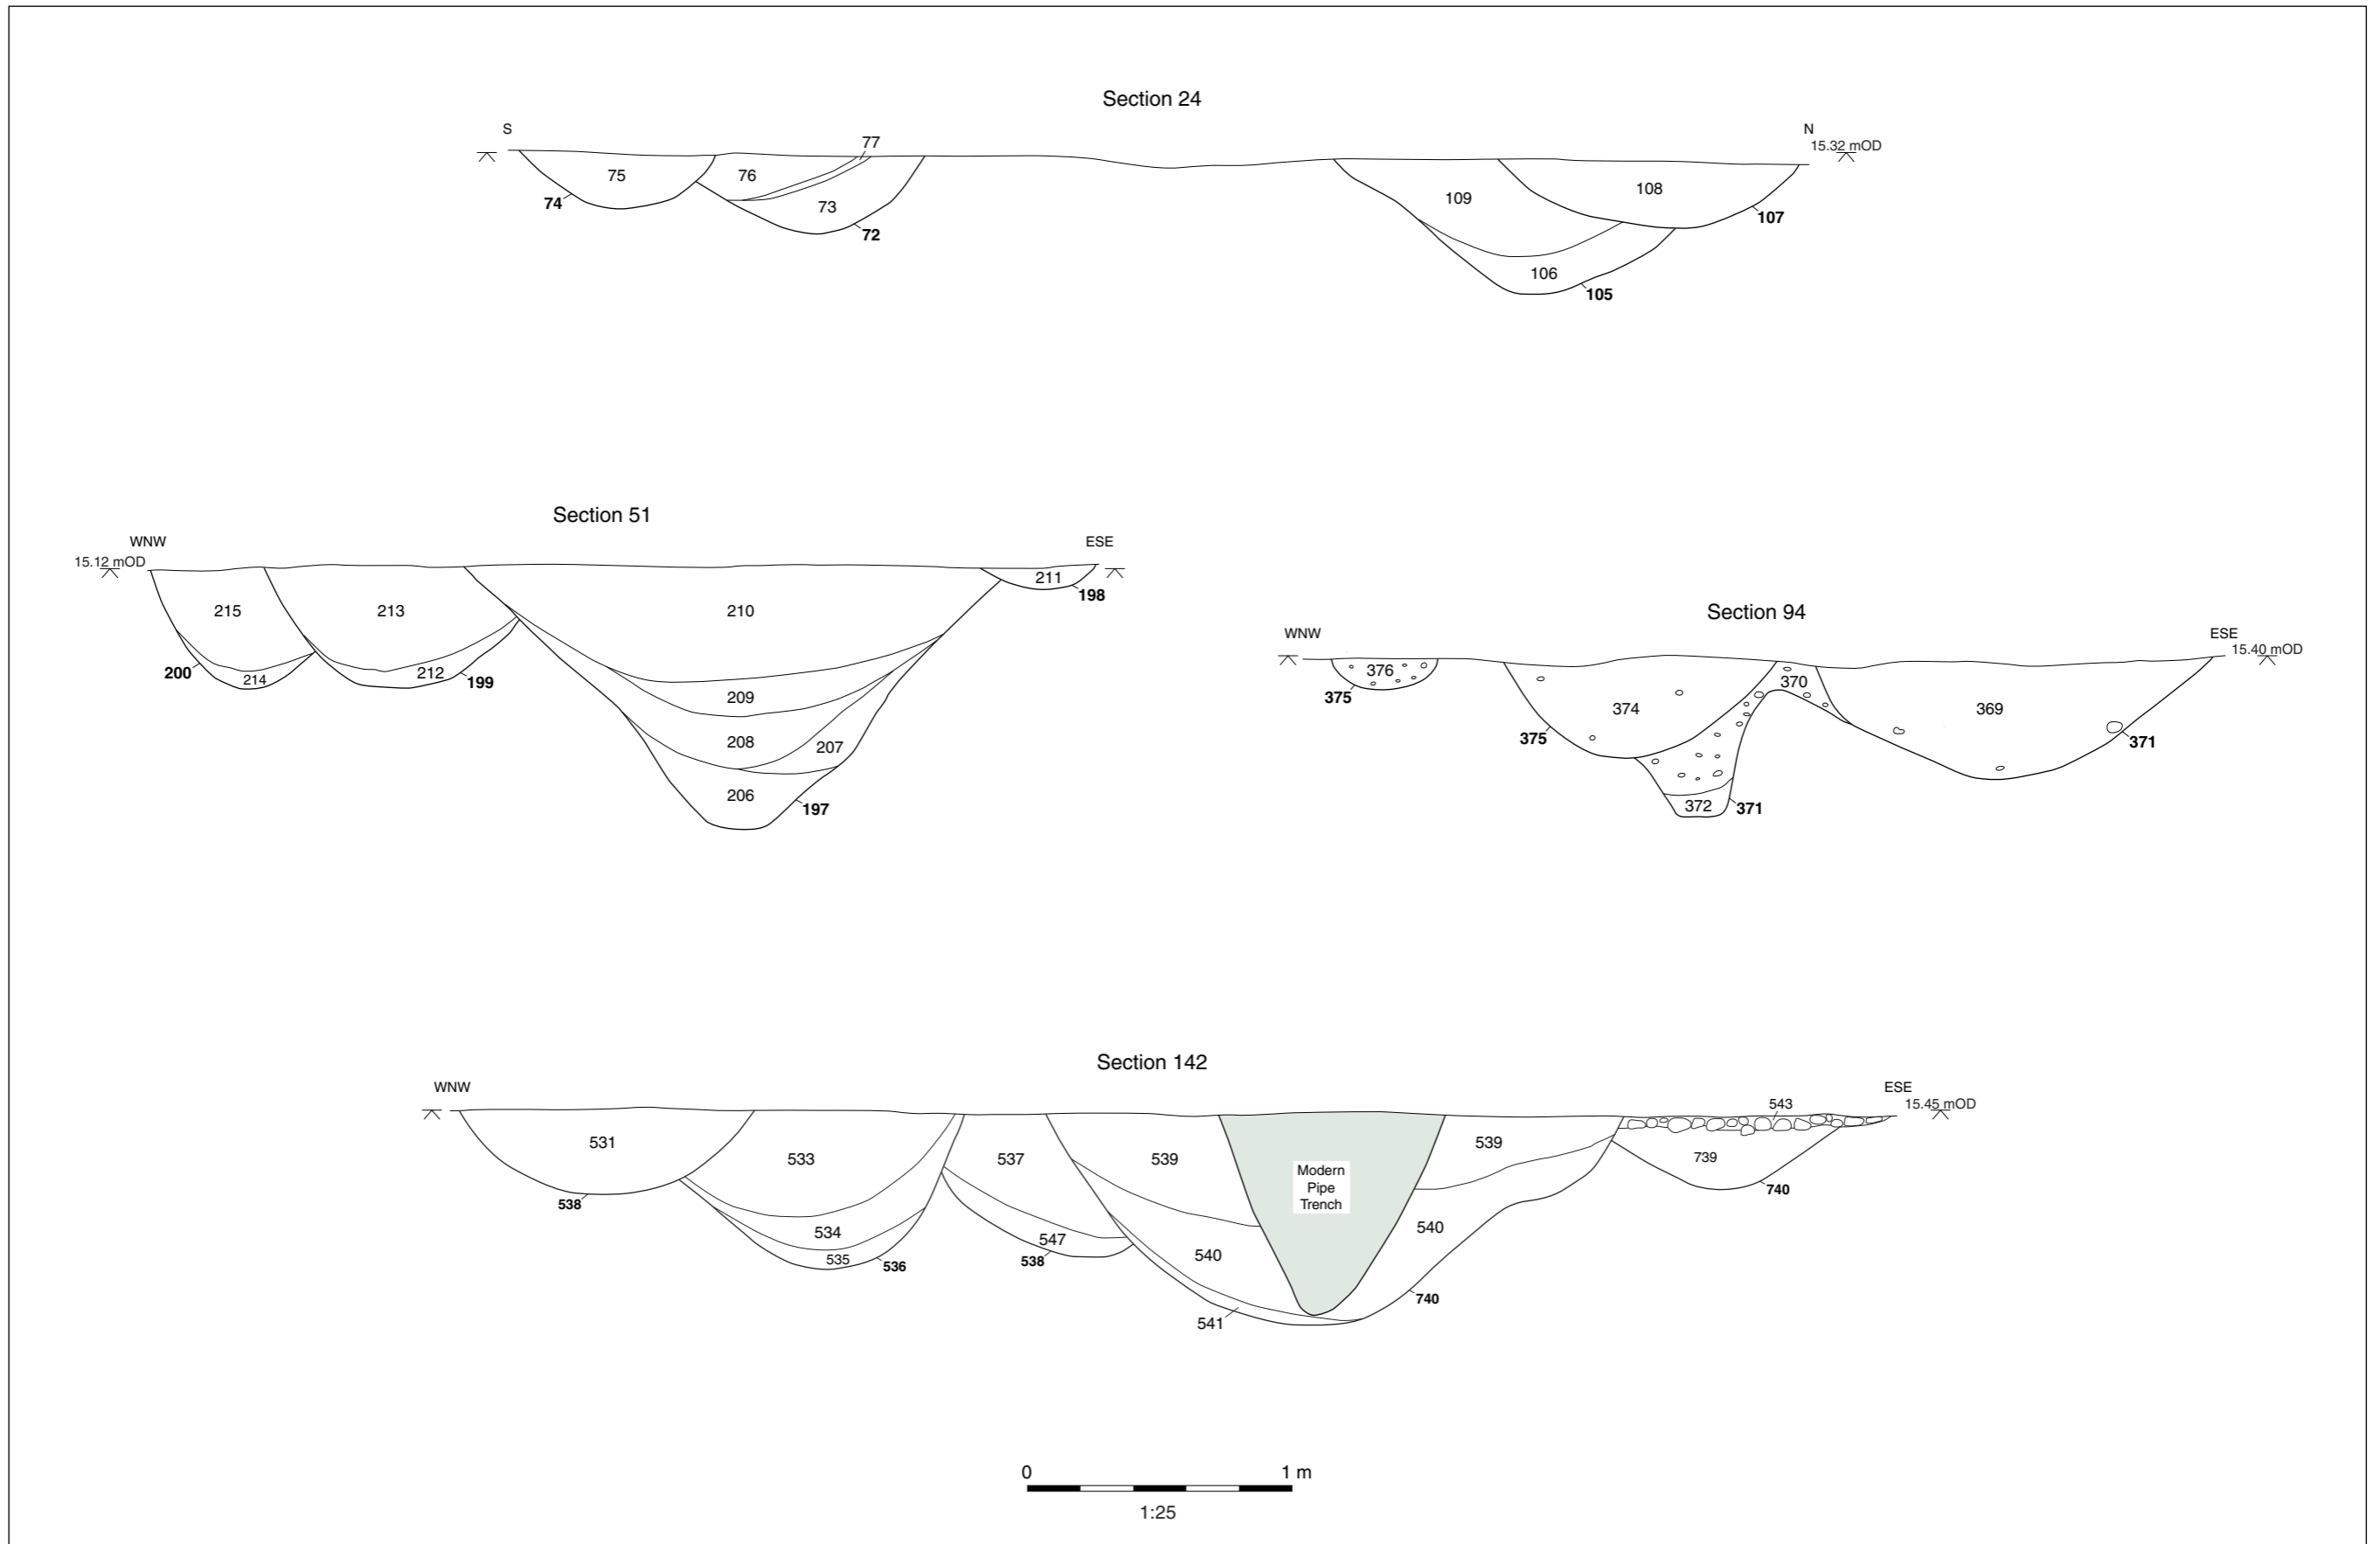 Section 24
S
N
15.32 mOD
77
75
76
73
74
72
109
108
107
106
105
Section 51
WNW
ESE
15.12 mOD
215
213
210
211
198
200
214
212
199
209
208
207
206
197
Section 94
WNW
ESE
15.40 mOD
376
375
374
370
369
375
371
372
371
Section 142
WNW
ESE
15.45 mOD
543
531
533
537
539
Modern
Pipe
Trench
539
739
538
534
547
540
540
740
535
536
538
740
541
0
1 m
1:25